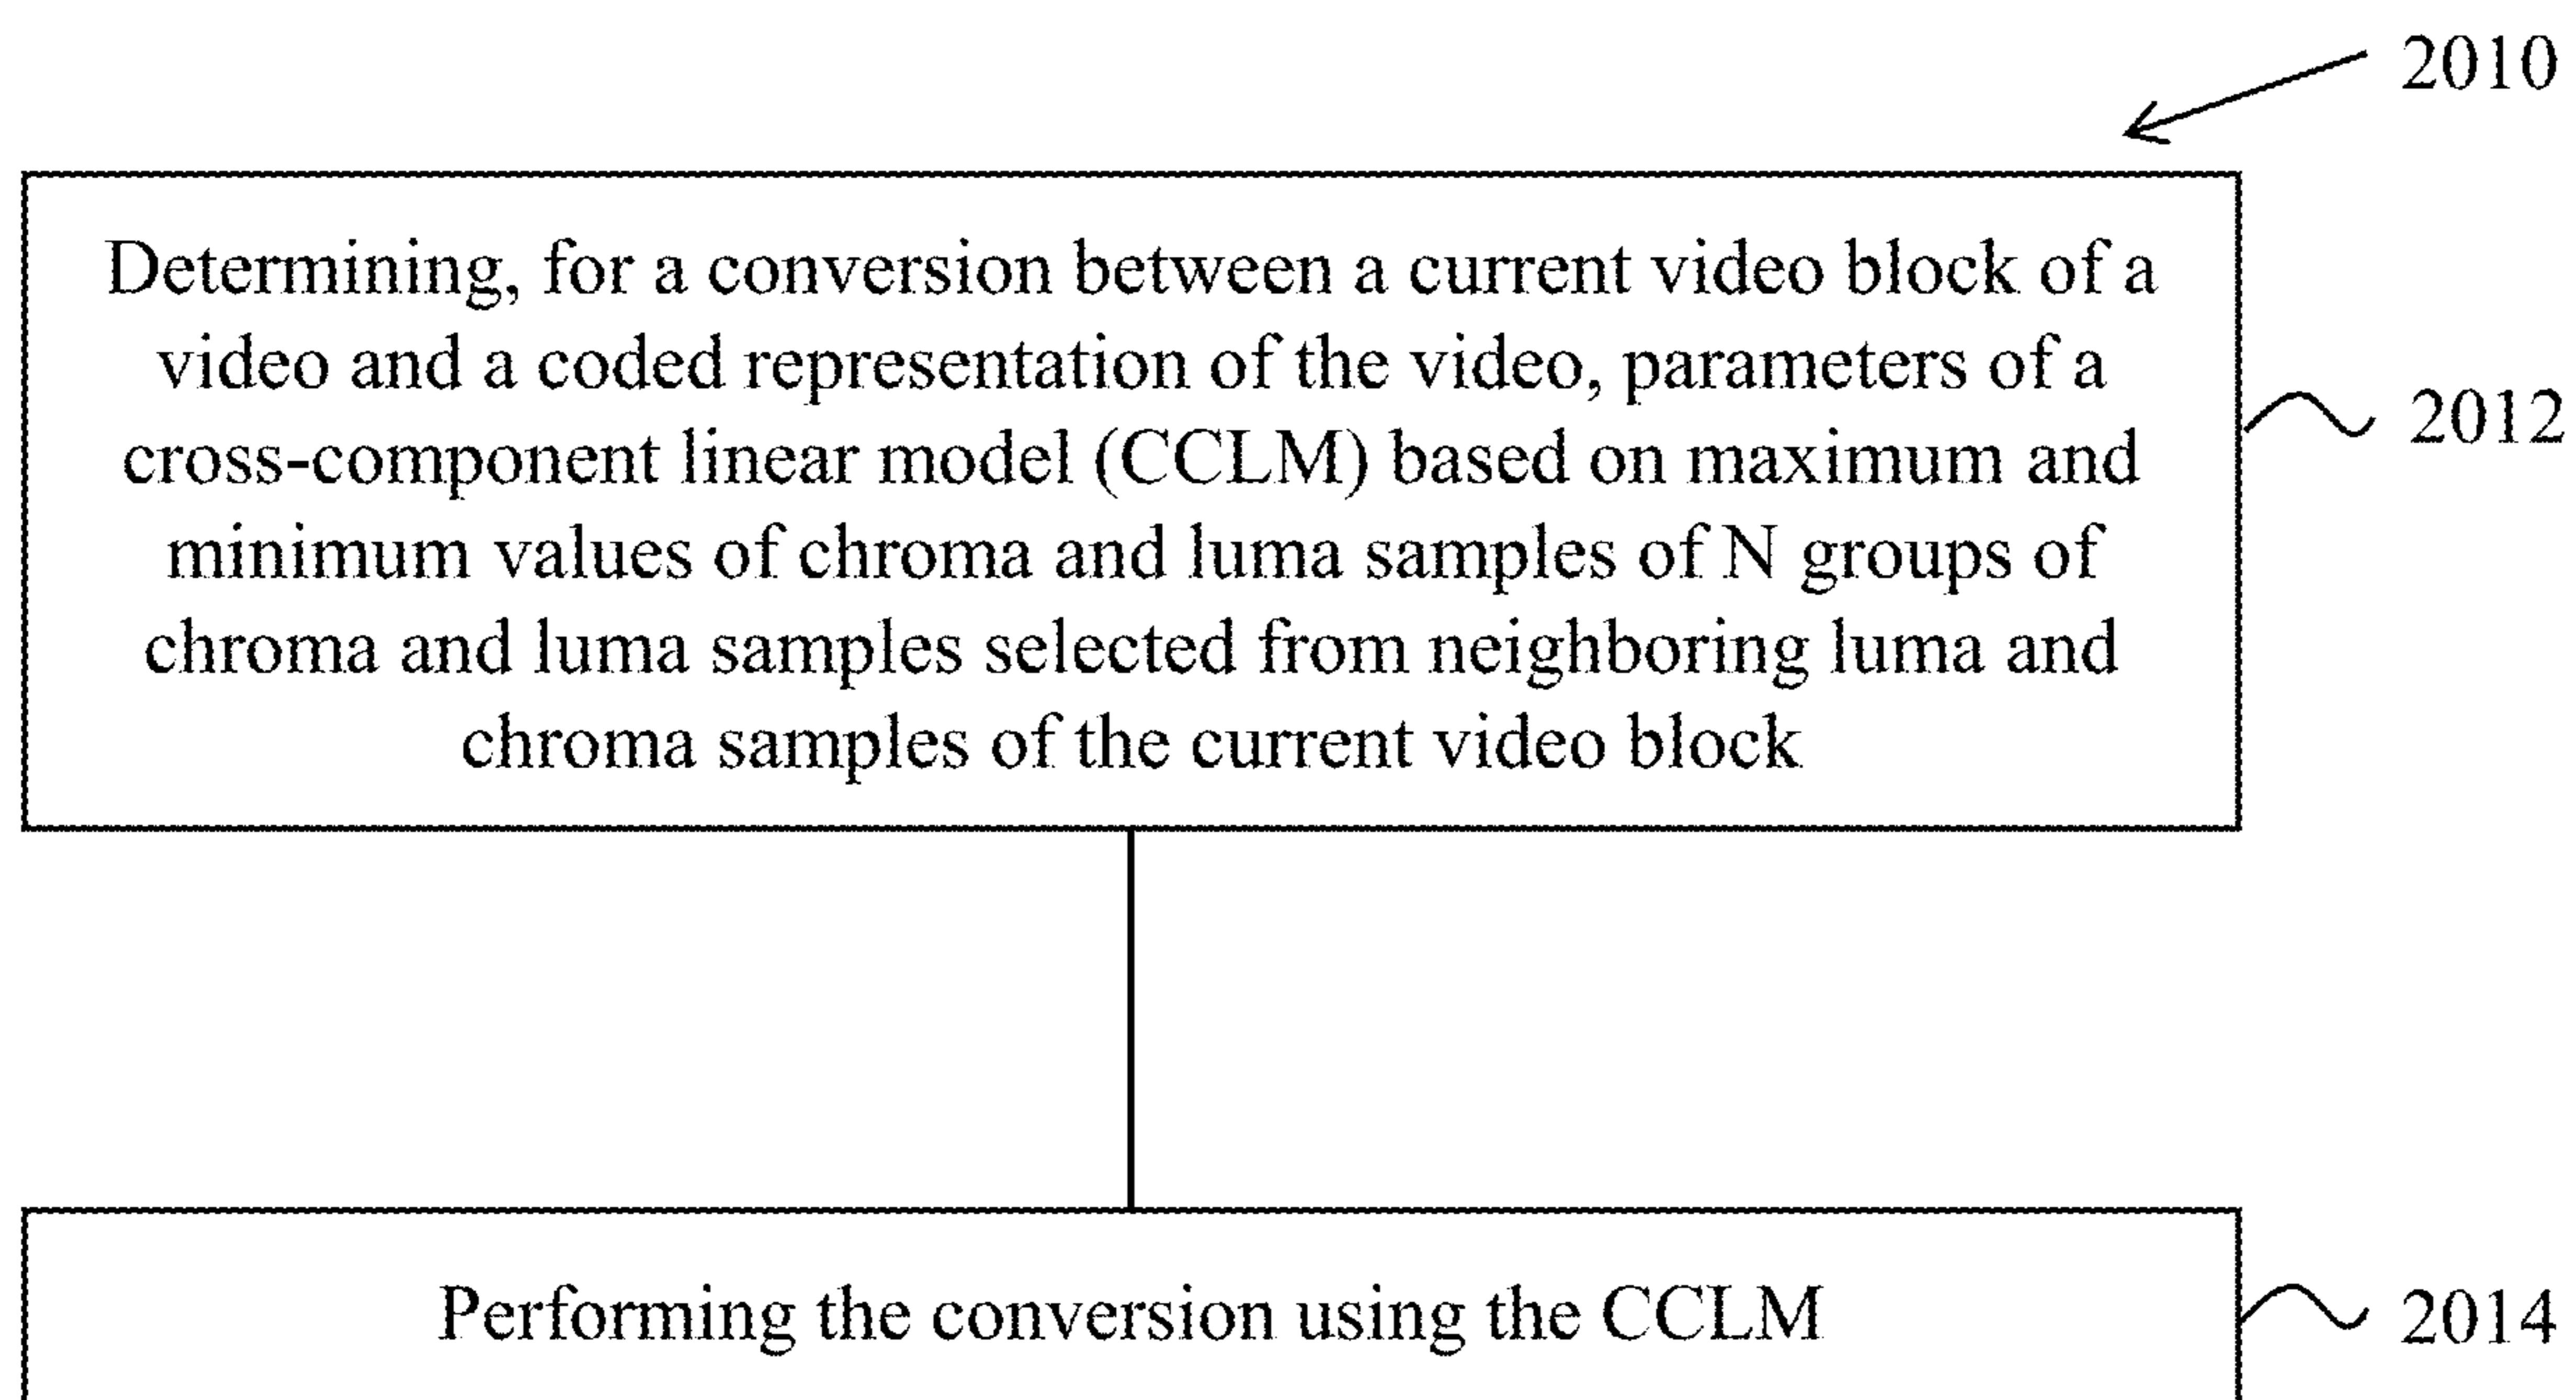 2010
Determining, for a conversion between a current video block of a
video and a coded representation of the video, parameters of a
cross-component linear model (CCLM) based on maximum and
minimum values of chroma and luma samples of N groups of
chroma and luma samples selected from neighboring luma and
chroma samples of the current video block
2012
Performing the conversion using the CCLM
2014